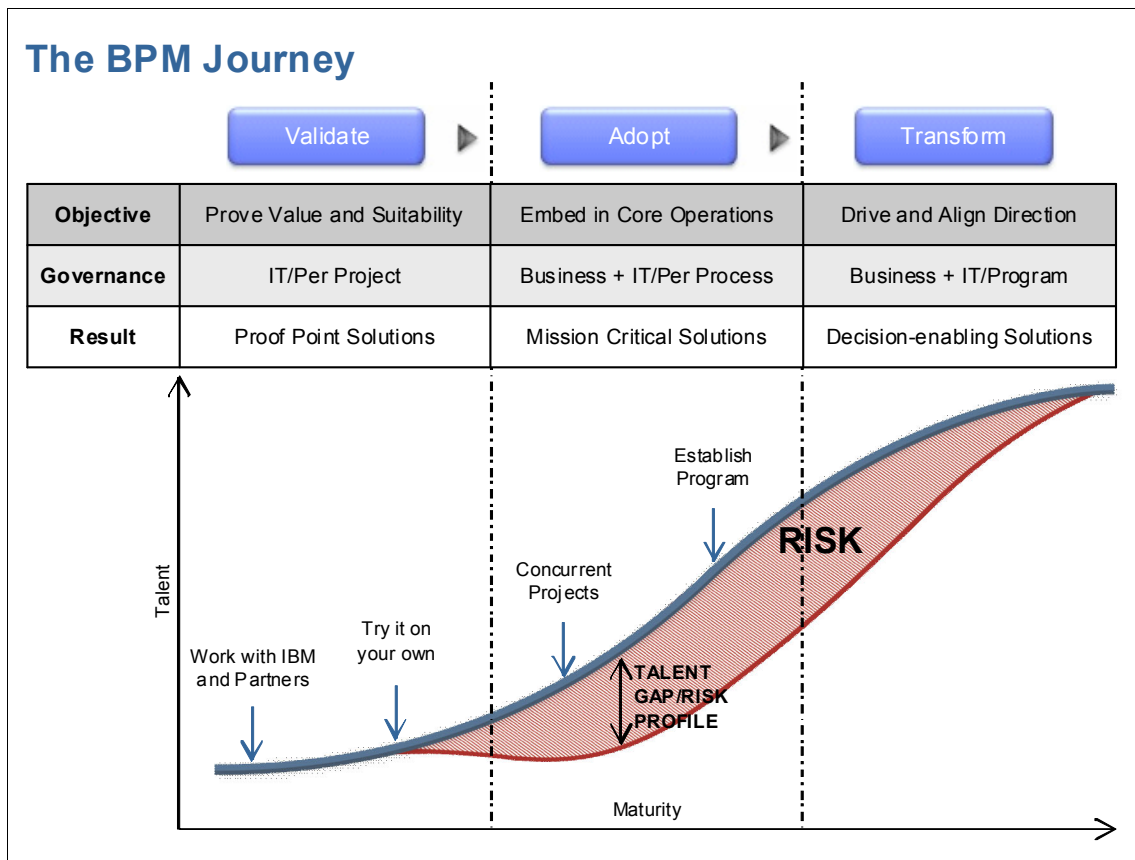 The BPM Journey
Validate
Adopt
Transform
Objective
Prove Value and Suitability
Embed in Core Operations
Drive and Align Direction
Governance
IT/Per Project
Business + IT/Per Process
Business + IT/Program
Result
Proof Point Solutions
Mission Critical Solutions
Decision-enabling Solutions
Talent
Work with IBM
and Partners
Try it on
your own
Concurrent
Projects
Establish
Program
RISK
TALENT
GAP/RISK
PROFILE
Maturity